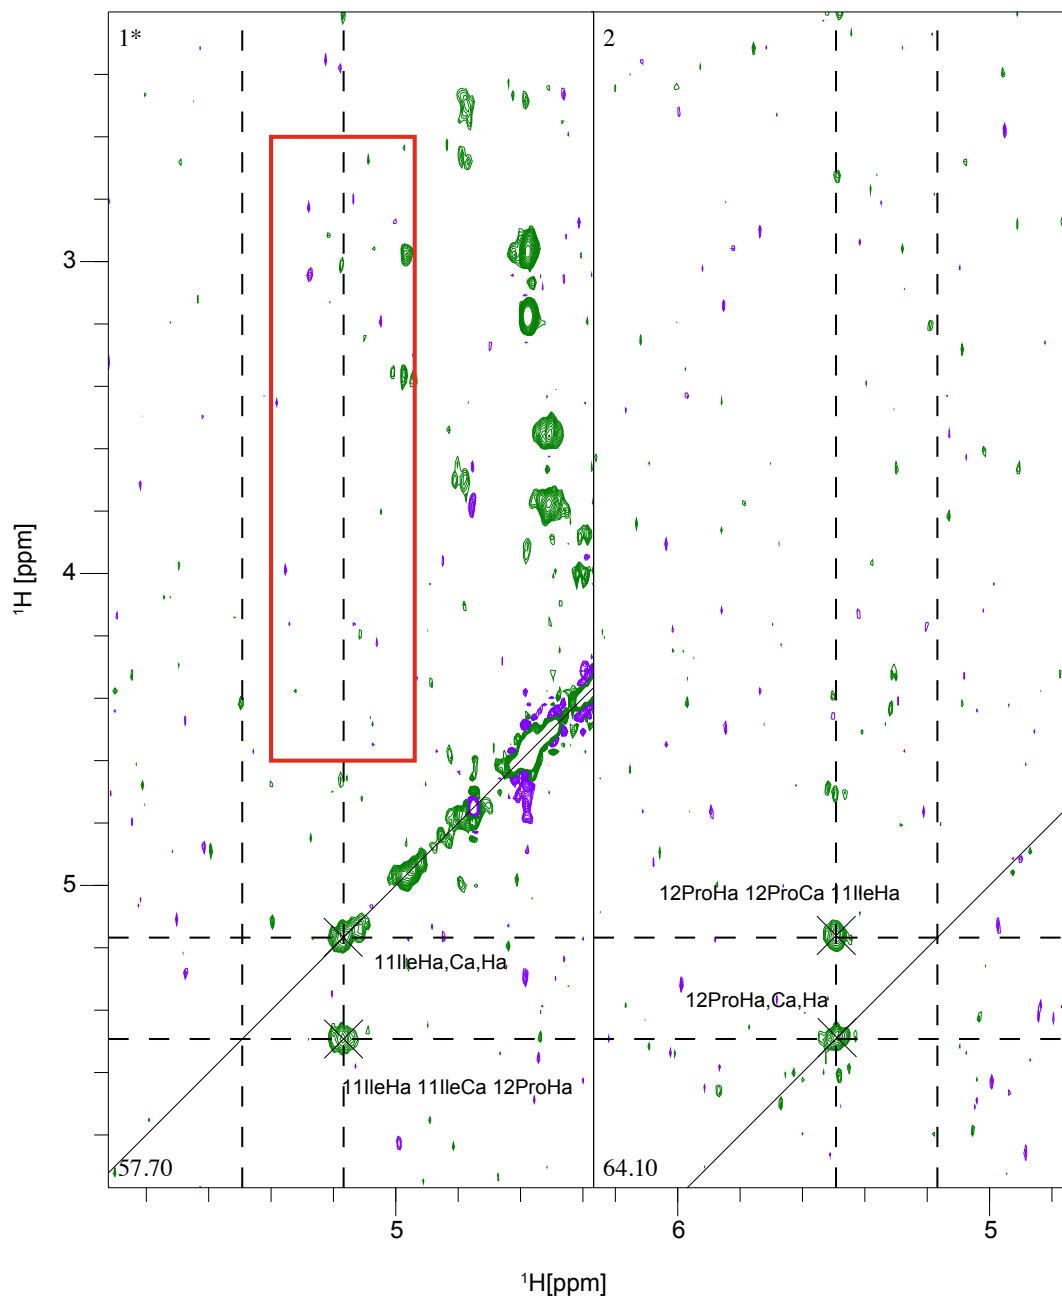 1*
2
3
4
5
¹H [ppm]
12ProHa 12ProCa 11IleHa
11IleHa,Ca,Ha
12ProHa,Ca,Ha
11IleHa 11IleCa 12ProHa
57.70
64.10
5
6
5
¹H[ppm]